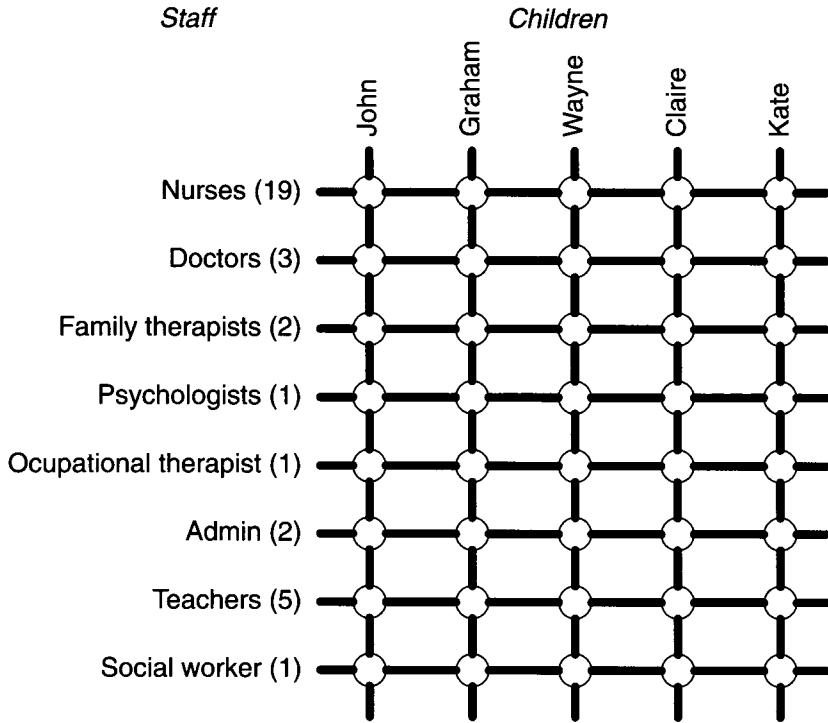 Staff
Children
John
Graham
Wayne
Claire
Kate
Nurses (19)
Doctors (3)
Family therapists (2)
Psychologists (1)
Ocupational therapist (1)
Admin (2)
Teachers (5)
Social worker (1)